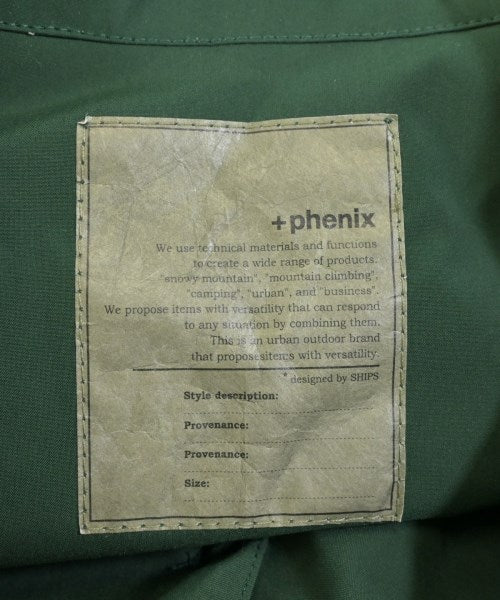 +phenix
We use technical materials and functions
to create a wide range of products.
"snowy mountain", "mountain climbing",
"camping", "urban", and "business".
We propose items with versatility that can respond
to any situation by combining them.
This is an urban outdoor brand
that proposesitems with versatility.
* designed by SHIPS
Style description:
Provenance:
Provenance:
Size: